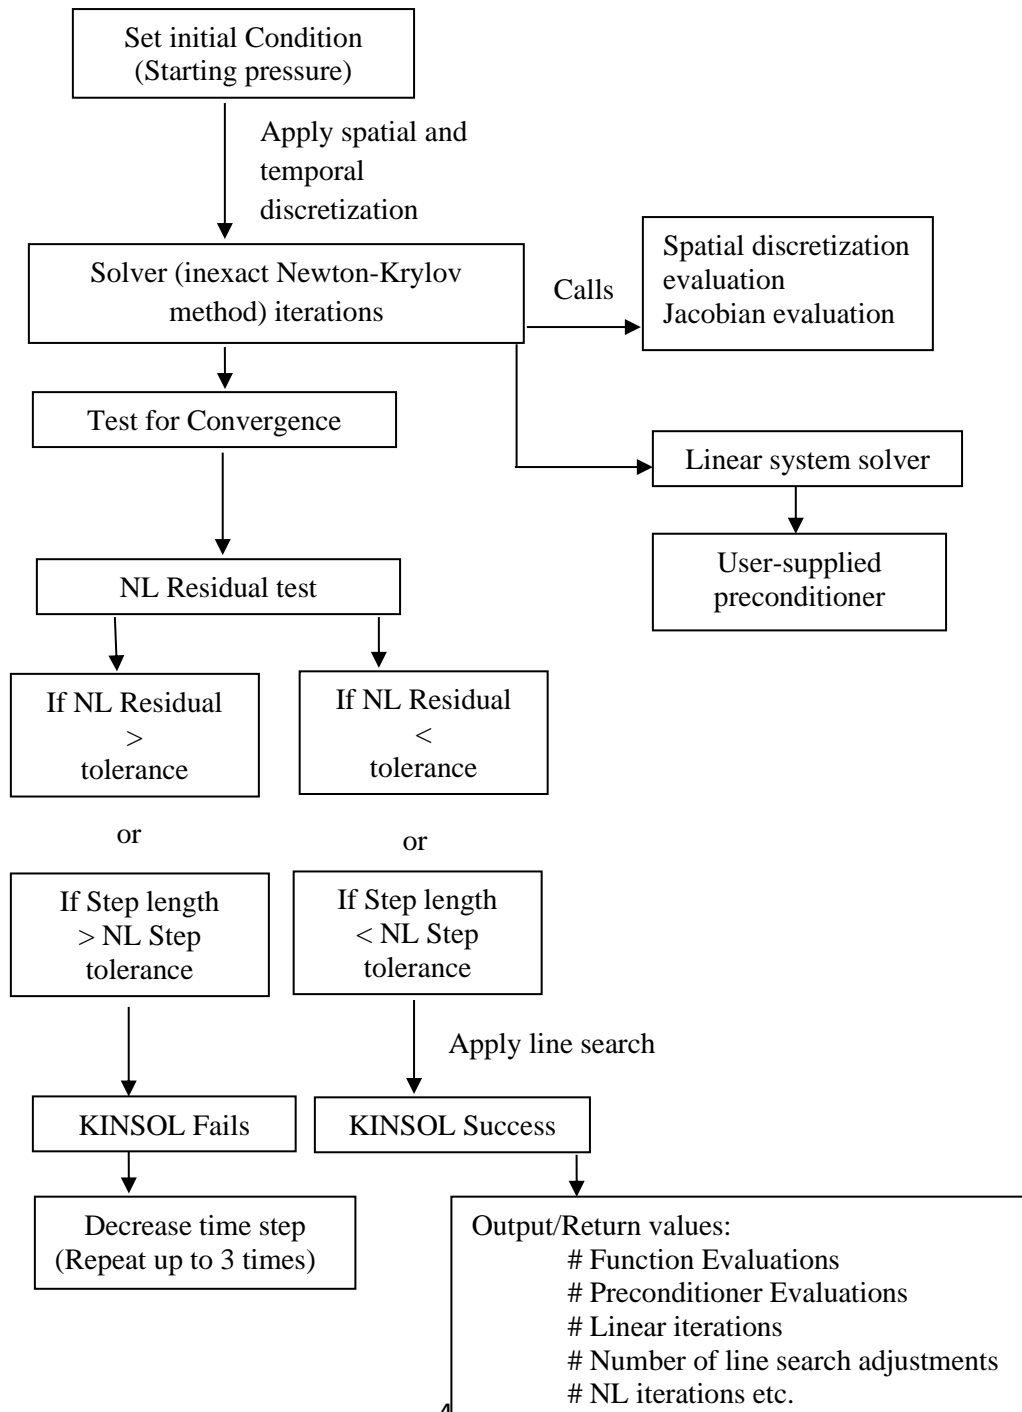 Set initial Condition
(Starting pressure)
Apply spatial and
temporal
discretization
Solver (inexact Newton-Krylov
method) iterations
Calls
Spatial discretization
evaluation
Jacobian evaluation
Test for Convergence
Linear system solver
NL Residual test
User-supplied
preconditioner
If NL Residual
>
tolerance
If NL Residual
<
tolerance
or
or
If Step length
> NL Step
tolerance
If Step length
< NL Step
tolerance
Apply line search
KINSOL Fails
KINSOL Success
Decrease time step
(Repeat up to 3 times)
Output/Return values:
# Function Evaluations
# Preconditioner Evaluations
# Linear iterations
# Number of line search adjustments
# NL iterations etc.